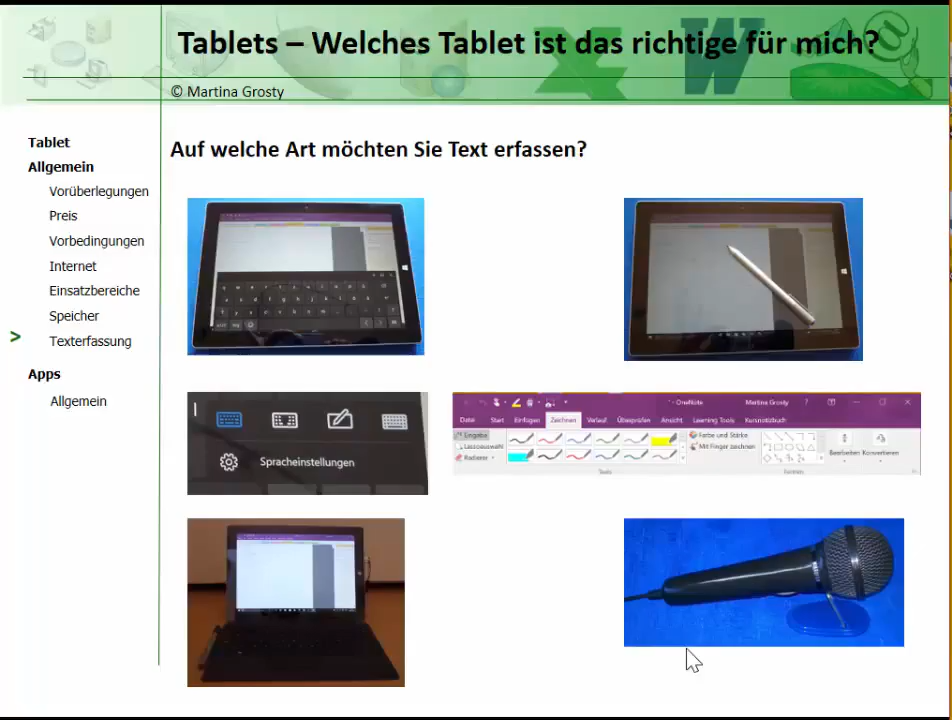 Tablets – Welches Tablet ist das richtige für mich?
© Martina Grosty
Tablet
Allgemein
Vorüberlegungen
Preis
Vorbedingungen
Internet
Einsatzbereiche
Speicher
> Texterfassung
Apps
Allgemein
Auf welche Art möchten Sie Text erfassen?
Spracheinstellungen
- OneNote Martina Grosty
Datei Start Einfügen Zeichnen Verlauf Überprüfen Ansicht Learning Tools Kursnotizbuch
Eingabe
Lassoauswahl
Radierer
Farbe und Stärke
Mit Finger zeichnen
Bearbeiten Konvertieren
Tools Formen